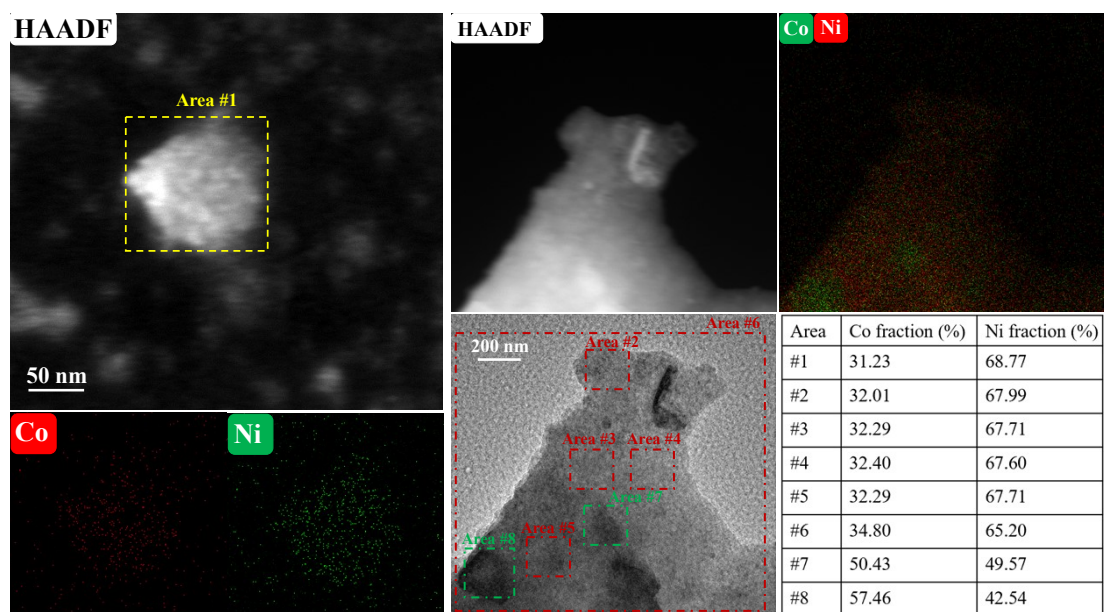 HAADF
Area #1
50 nm
Co
Ni
HAADF
Co Ni
Area #6
200 nm
Area #2
Area #3
Area #4
Area #7
Area #5
Area #8
Area Co fraction (%) Ni fraction (%)
#1 31.23 68.77
#2 32.01 67.99
#3 32.29 67.71
#4 32.40 67.60
#5 32.29 67.71
#6 34.80 65.20
#7 50.43 49.57
#8 57.46 42.54